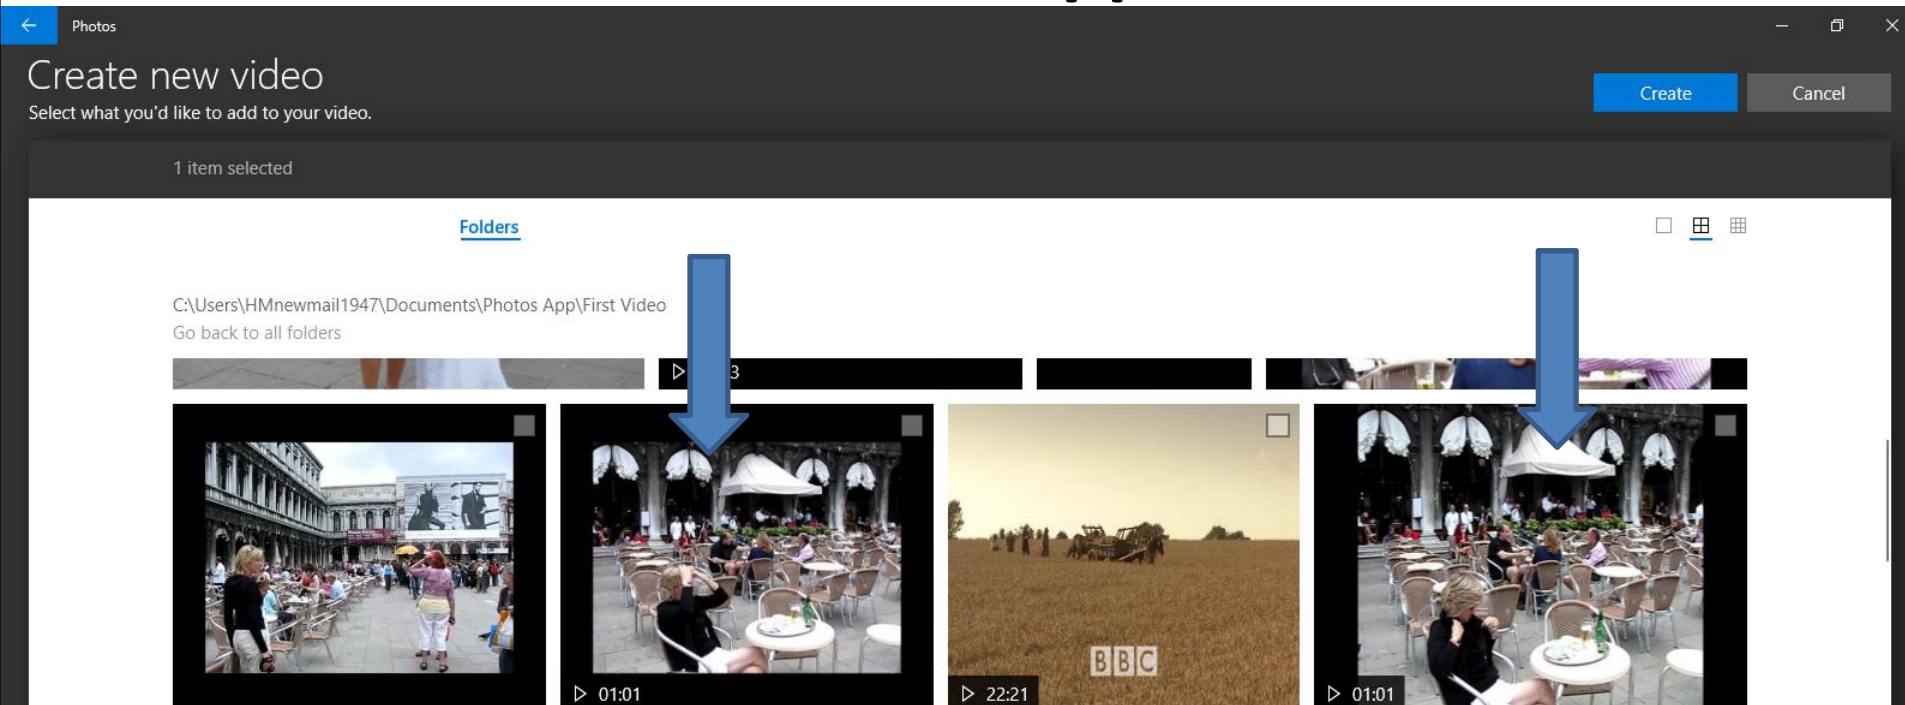 Photos
Create new video
Select what you'd like to add to your video.
Create
Cancel
1 item selected
Folders
C:\Users\HMnewmail1947\Documents\Photos App\First Video
Go back to all folders
3
01:01
BBC
22:21
01:01